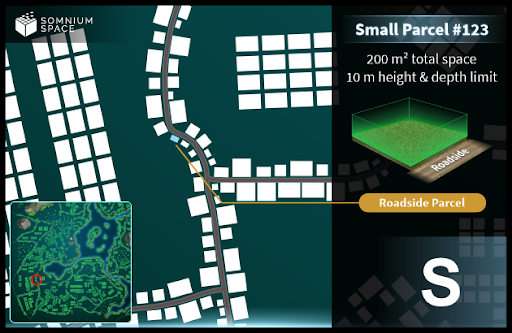 SOMNIUM
SPACE
Small Parcel #123
200 m² total space
10 m height & depth limit
Roadside
Roadside Parcel
S